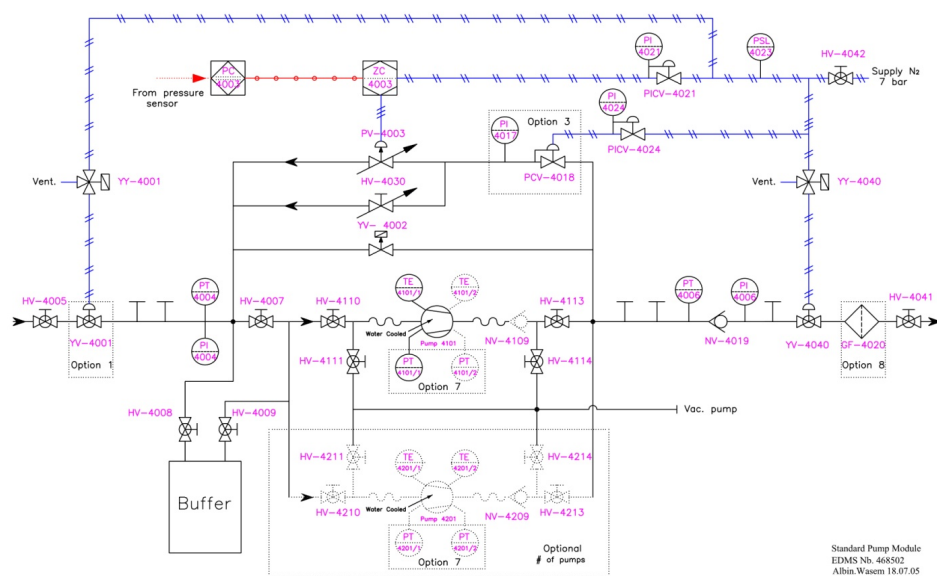 PI
4021
PSL
4023
HV-4042
PC
4003
ZC
4003
Supply N2
7 bar
From pressure
sensor
PICV-4021
PI
4024
Option 3
PV-4003
PI
4017
PICV-4024
HV-4030
PCV-4018
Vent.
YY-4001
Vent.
YY-4040
YV- 4002
HV-4005
PT
4004
HV-4007
HV-4110
TE
4101/1
TE
4101/2
HV-4113
PT
4006
PI
4006
HV-4041
Water Cooled
Pump 4101
NV-4109
NV-4019
YV-4001
Option 1
PI
4004
HV-4111
PT
4101/1
PT
4101/2
HV-4114
YV-4040
GF-4020
Option 8
Option 7
HV-4008
HV-4009
Vac. pump
HV-4211
TE
4201/1
TE
4201/2
HV-4214
Buffer
HV-4210
Water Cooled
Pump 4201
NV-4209
HV-4213
PT
4201/1
PT
4201/2
Option 7
Optional
# of pumps
Standard Pump Module
EDMS Nb. 468502
Albin.Wasem 18.07.05